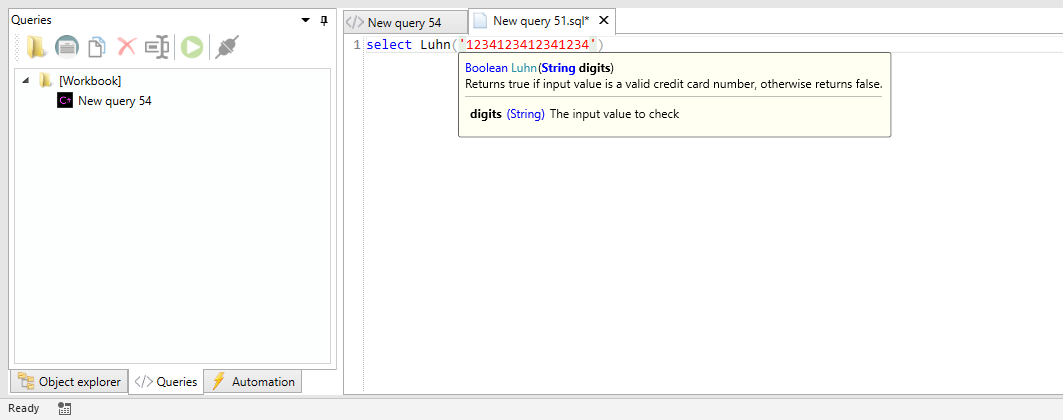 Queries
[Workbook]
New query 54
Object explorer
Queries
Automation
Ready
New query 54
New query 51.sql*
1 select Luhn('1234123412341234')
Boolean Luhn(String digits)
Returns true if input value is a valid credit card number, otherwise returns false.
digits (String) The input value to check